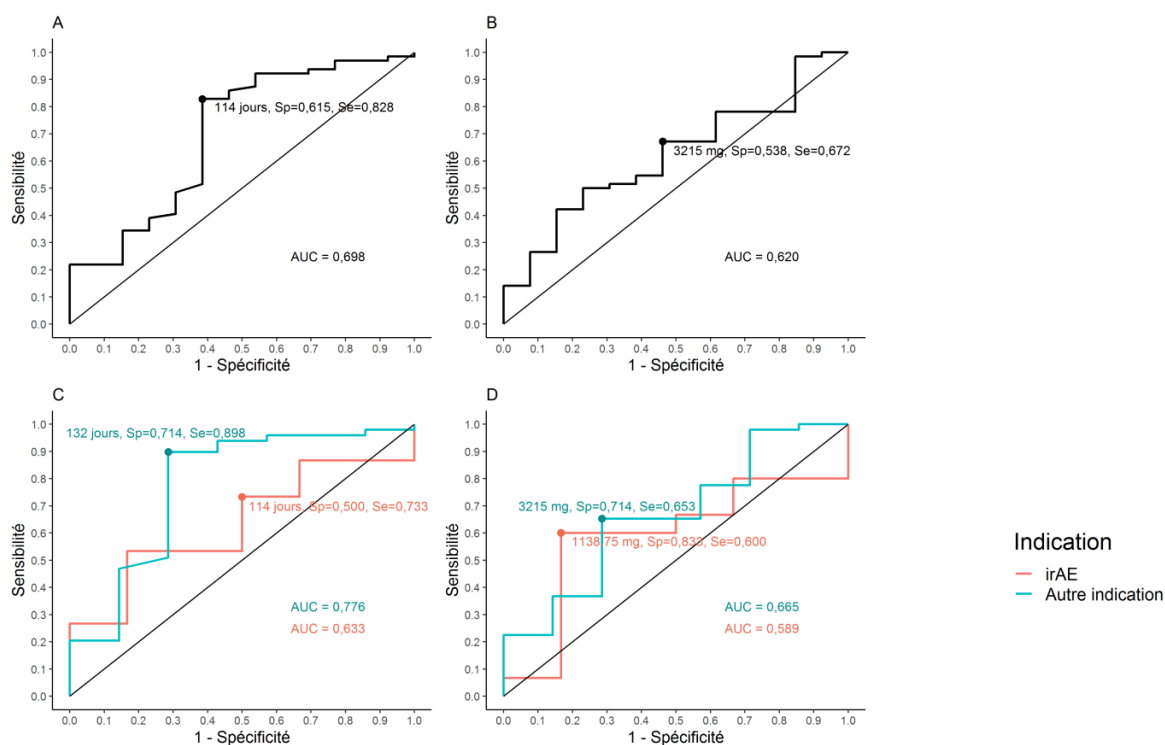 A
1.0
0.9
0.8
0.7
0.6
0.5
0.4
0.3
0.2
0.1
0.0
Sensibilité
114 jours, Sp=0,615, Se=0,828
AUC = 0,698
0.0 0.1 0.2 0.3 0.4 0.5 0.6 0.7 0.8 0.9 1.0
1 - Spécificité
B
1.0
0.9
0.8
0.7
0.6
0.5
0.4
0.3
0.2
0.1
0.0
Sensibilité
3215 mg, Sp=0,538, Se=0,672
AUC = 0,620
0.0 0.1 0.2 0.3 0.4 0.5 0.6 0.7 0.8 0.9 1.0
1 - Spécificité
C
1.0
0.9
0.8
0.7
0.6
0.5
0.4
0.3
0.2
0.1
0.0
Sensibilité
132 jours, Sp=0,714, Se=0,898
114 jours, Sp=0,500, Se=0,733
AUC = 0,776
AUC = 0,633
0.0 0.1 0.2 0.3 0.4 0.5 0.6 0.7 0.8 0.9 1.0
1 - Spécificité
D
1.0
0.9
0.8
0.7
0.6
0.5
0.4
0.3
0.2
0.1
0.0
Sensibilité
3215 mg, Sp=0,714, Se=0,653
1138,75 mg, Sp=0,833, Se=0,600
AUC = 0,665
AUC = 0,589
0.0 0.1 0.2 0.3 0.4 0.5 0.6 0.7 0.8 0.9 1.0
1 - Spécificité
Indication
irAE
Autre indication